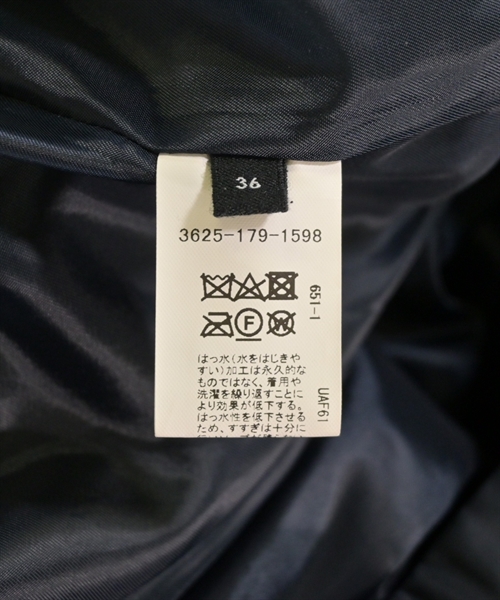 36
3625-179-1598
651-1
F
W
はっ水(水をはじきや
すい)加工は永久的な
ものではなく、着用や
洗濯を繰り返すことに
より効果が低下する。
はっ水性を低下させる
ため、すすぎは十分に
UAF61